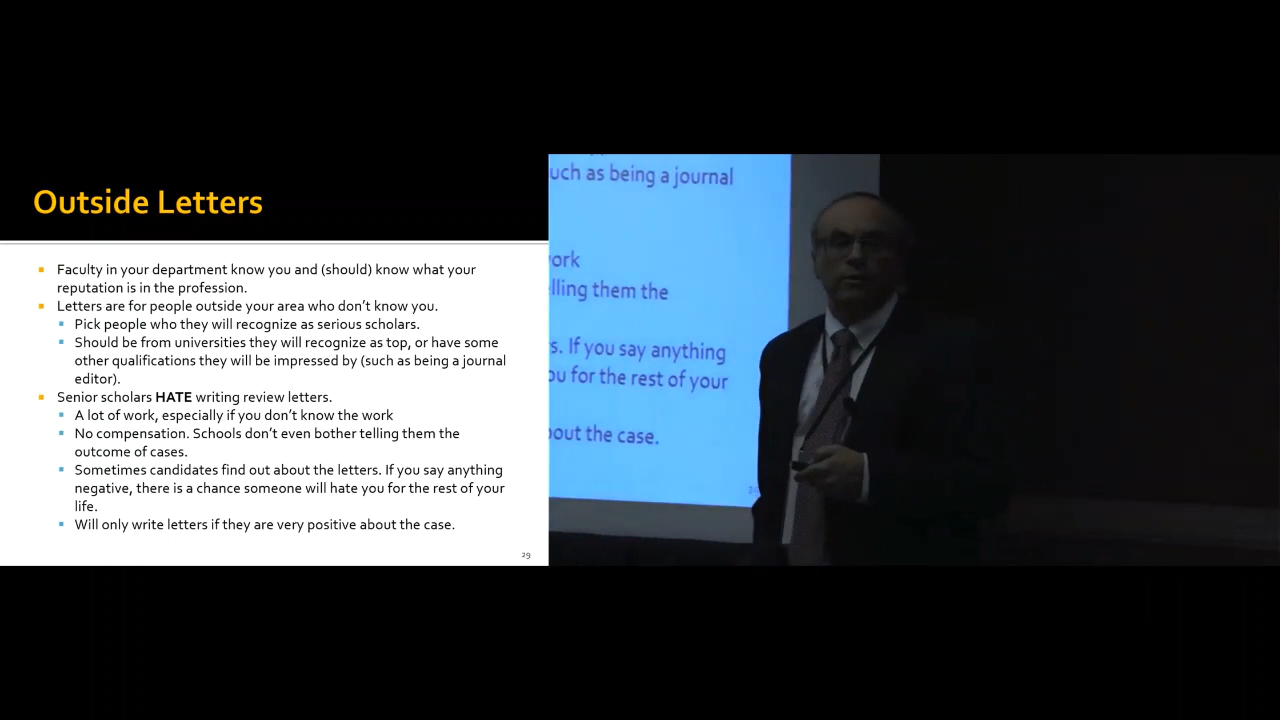 Outside Letters
Faculty in your department know you and (should) know what your
reputation is in the profession.
Letters are for people outside your area who don't know you.
Pick people who they will recognize as serious scholars.
Should be from universities they will recognize as top, or have some
other qualifications they will be impressed by (such as being a journal
editor).
Senior scholars HATE writing review letters.
A lot of work, especially if you don't know the work
No compensation. Schools don't even bother telling them the
outcome of cases.
Sometimes candidates find out about the letters. If you say anything
negative, there is a chance someone will hate you for the rest of your
life.
Will only write letters if they are very positive about the case.
29
uch as being a journal
ork
lling them the
s. If you say anything
ou for the rest of your
out the case.